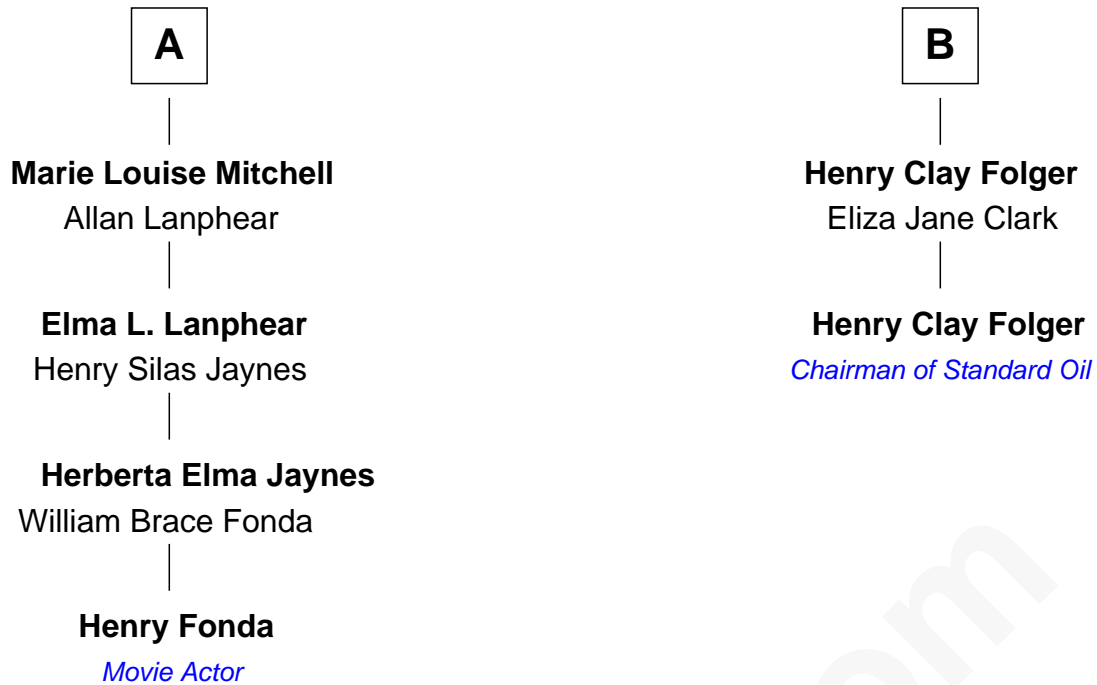 A
Marie Louise Mitchell
Allan Lanphear
Elma L. Lanphear
Henry Silas Jaynes
Herberta Elma Jaynes
William Brace Fonda
Henry Fonda
Movie Actor
B
Henry Clay Folger
Eliza Jane Clark
Henry Clay Folger
Chairman of Standard Oil
om